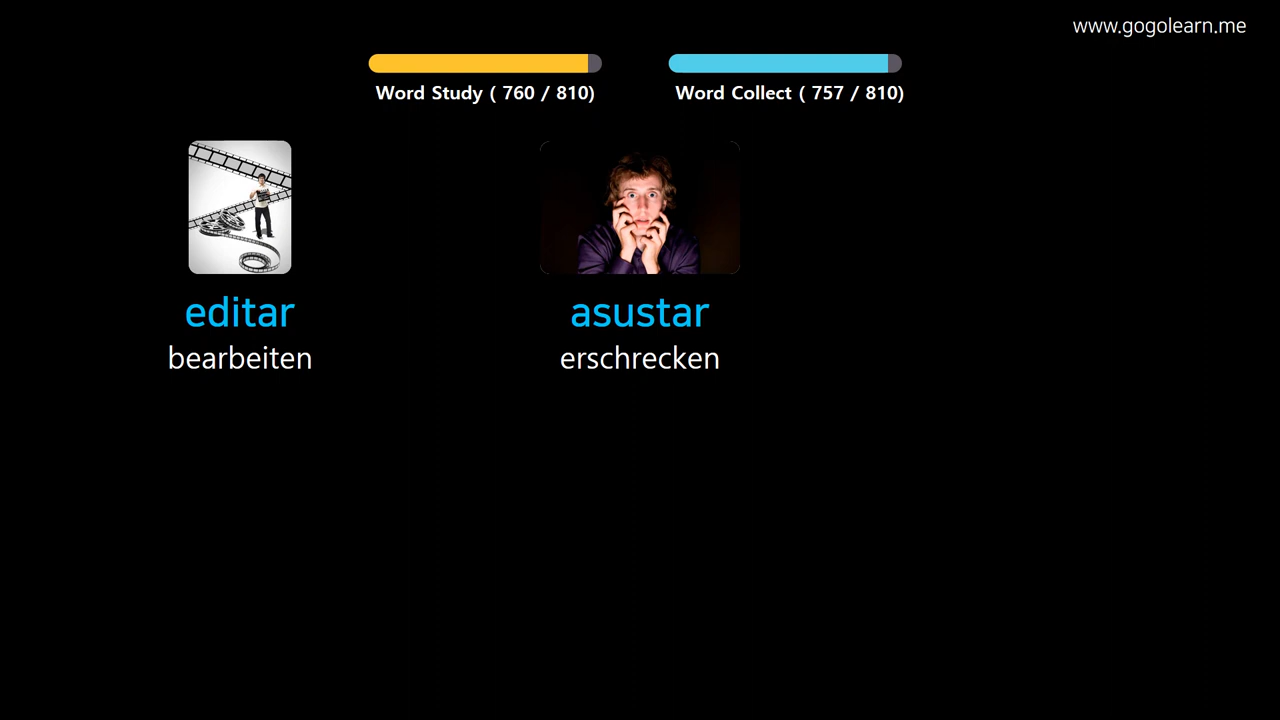 www.gogolearn.me
Word Study ( 760 / 810)
Word Collect ( 757 / 810)
editar
bearbeiten
asustar
erschrecken